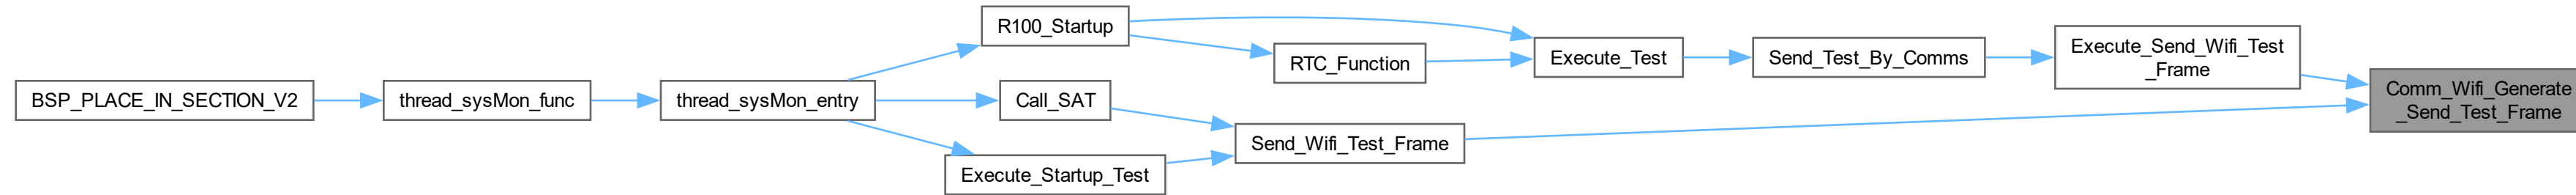 BSP_PLACE_IN_SECTION_V2
thread_sysMon_func
thread_sysMon_entry
R100_Startup
Call_SAT
Execute_Startup_Test
RTC_Function
Send_Wifi_Test_Frame
Execute_Test
Send_Test_By_Comms
Execute_Send_Wifi_Test
_Frame
Comm_Wifi_Generate
_Send_Test_Frame